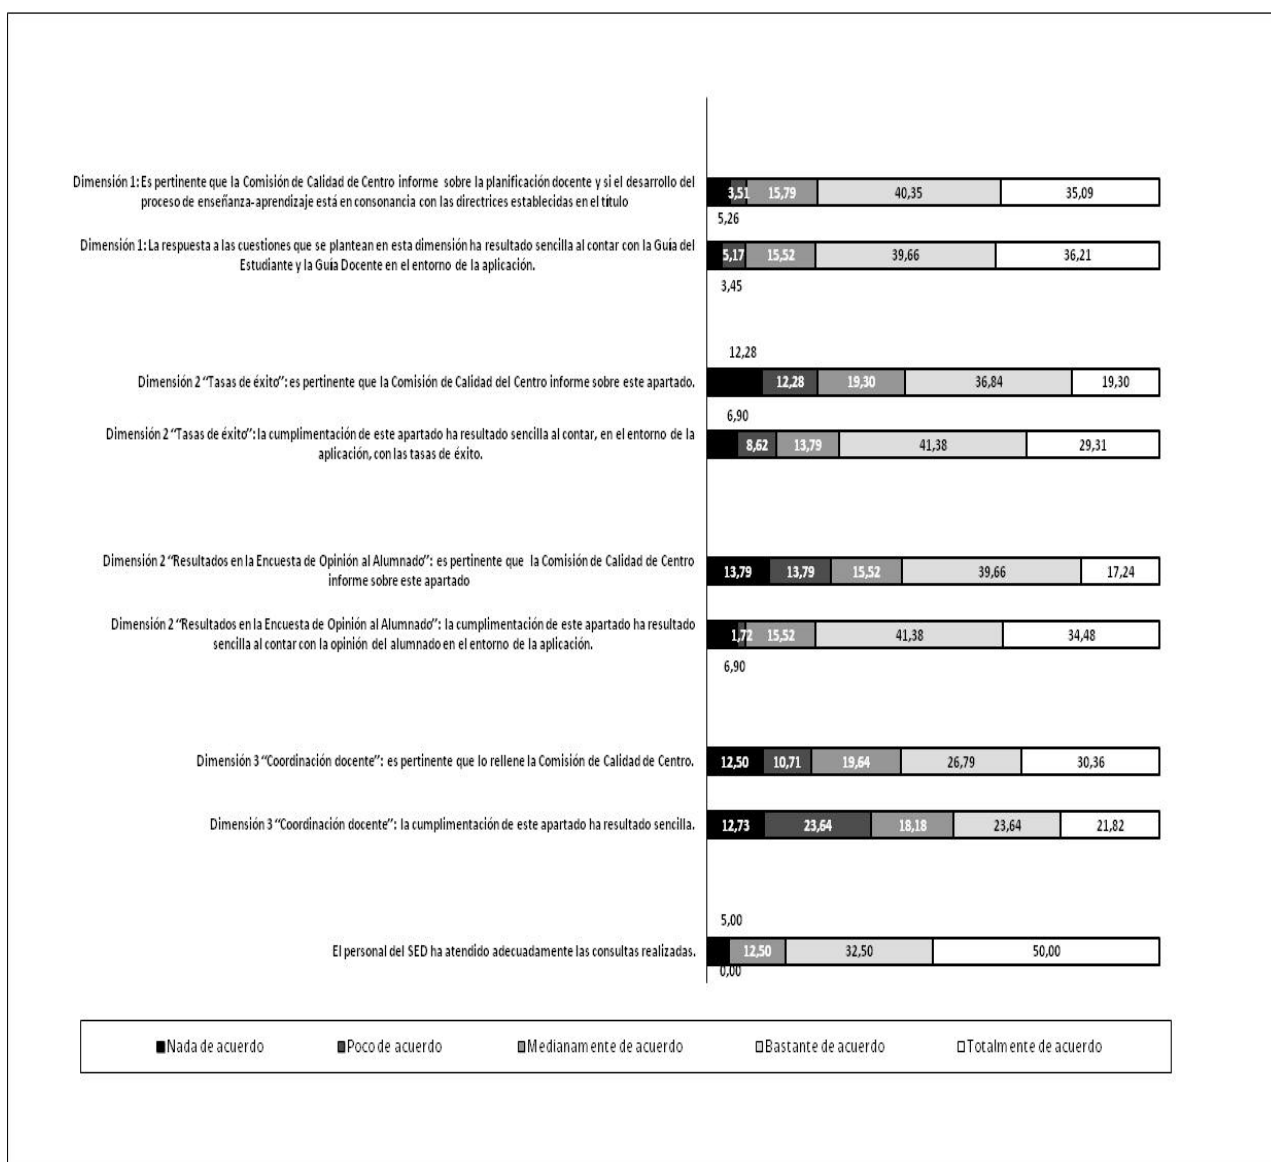 Dimensión 1: Es pertinente que la Comisión de Calidad de Centro informe sobre la planificación docente y si el desarrollo del
proceso de enseñanza-aprendizaje está en consonancia con las directrices establecidas en el título
3,51 15,79 40,35 35,09
5,26
Dimensión 1: La respuesta a las cuestiones que se plantean en esta dimensión ha resultado sencilla al contar con la Guía del
Estudiante y la Guía Docente en el entorno de la aplicación.
5,17 15,52 39,66 36,21
3,45
12,28
Dimensión 2 "Tasas de éxito": es pertinente que la Comisión de Calidad del Centro informe sobre este apartado.
12,28 19,30 36,84 19,30
6,90
Dimensión 2 "Tasas de éxito": la cumplimentación de este apartado ha resultado sencilla al contar, en el entorno de la
aplicación, con las tasas de éxito.
8,62 13,79 41,38 29,31
Dimensión 2 "Resultados en la Encuesta de Opinión al Alumnado": es pertinente que la Comisión de Calidad de Centro
informe sobre este apartado
13,79 13,79 15,52 39,66 17,24
Dimensión 2 "Resultados en la Encuesta de Opinión al Alumnado": la cumplimentación de este apartado ha resultado
sencilla al contar con la opinión del alumnado en el entorno de la aplicación.
1,72 15,52 41,38 34,48
6,90
Dimensión 3 "Coordinación docente": es pertinente que lo rellene la Comisión de Calidad de Centro.
12,50 10,71 19,64 26,79 30,36
Dimensión 3 "Coordinación docente": la cumplimentación de este apartado ha resultado sencilla.
12,73 23,64 18,18 23,64 21,82
5,00
El personal del SED ha atendido adecuadamente las consultas realizadas.
12,50 32,50 50,00
0,00
Nada de acuerdo Poco de acuerdo Medianamente de acuerdo Bastante de acuerdo Totalmente de acuerdo